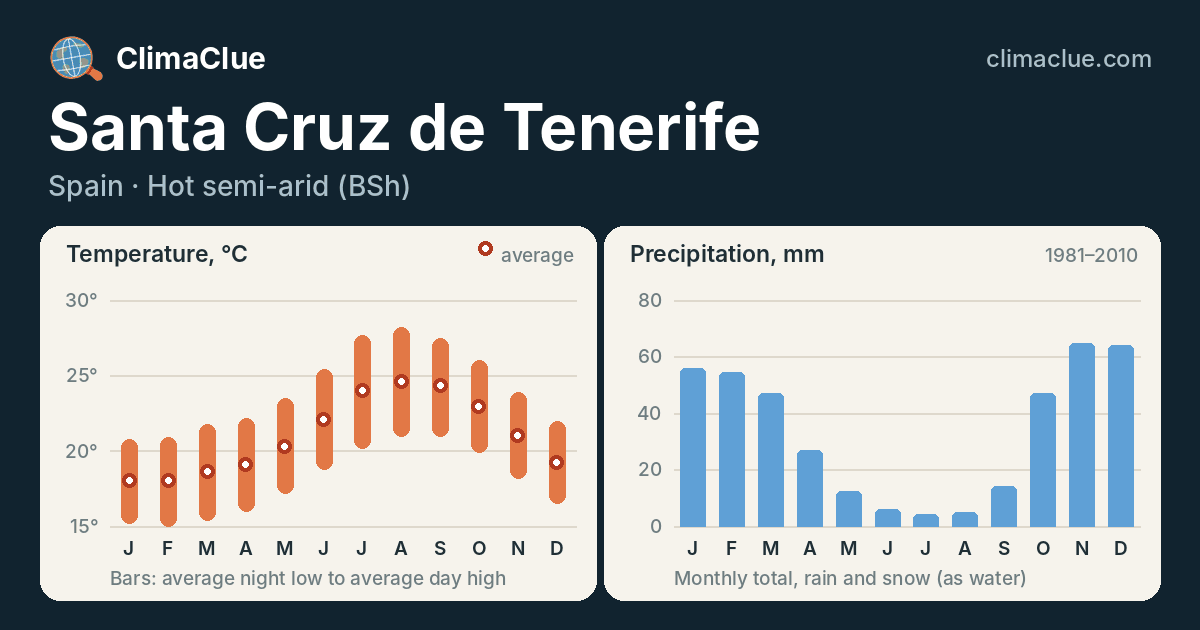 ClimaClue
climaclue.com
Santa Cruz de Tenerife
Spain · Hot semi-arid (BSh)
Temperature, °C
average
30°
25°
20°
15°
J F M A M J J A S O N D
Bars: average night low to average day high
Precipitation, mm
1981–2010
80
60
40
20
0
J F M A M J J A S O N D
Monthly total, rain and snow (as water)